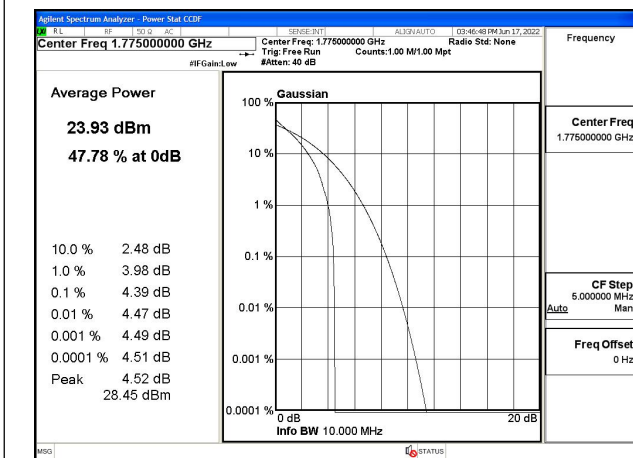 Agilent Spectrum Analyzer - Power Stat CCDF
LXI RL RF 50 Ω AC SENSE:INT ALIGN AUTO 03:46:48 PM Jun 17, 2022
Center Freq 1.775000000 GHz
Center Freq: 1.775000000 GHz Radio Std: None
Trig: Free Run Counts:1.00 M/1.00 Mpt
#IFGain:Low #Atten: 40 dB
Average Power
23.93 dBm
47.78 % at 0dB
10.0 % 2.48 dB
1.0 % 3.98 dB
0.1 % 4.39 dB
0.01 % 4.47 dB
0.001 % 4.49 dB
0.0001 % 4.51 dB
Peak 4.52 dB
28.45 dBm
Gaussian
100 %
10 %
1 %
0.1 %
0.01 %
0.001 %
0.0001 %
0 dB 20 dB
Info BW 10.000 MHz
Frequency
Center Freq
1.775000000 GHz
CF Step
5.000000 MHz
Auto Man
Freq Offset
0 Hz
MSG STATUS